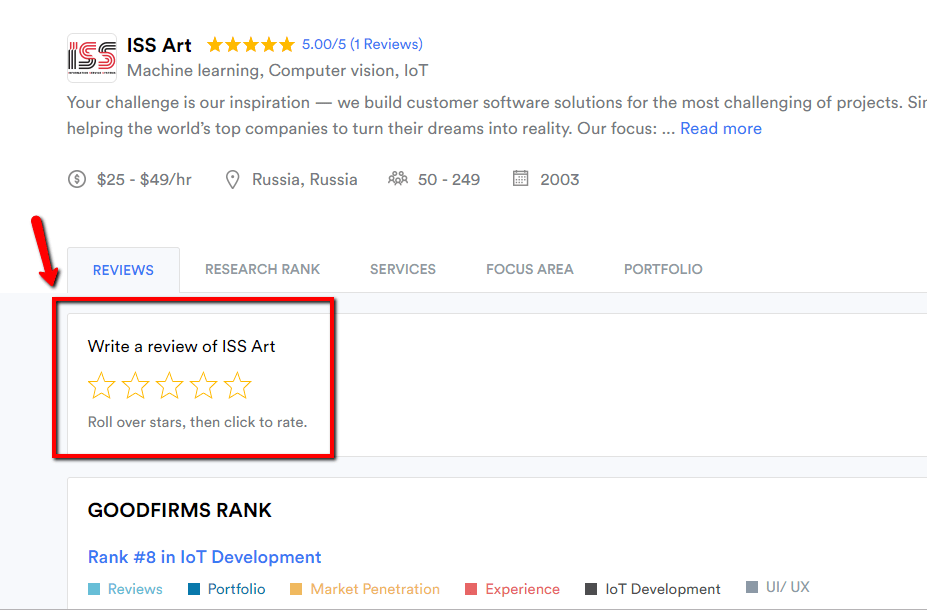 ISS Art 5.00/5 (1 Reviews)
ISS
Machine learning, Computer vision, IoT
Your challenge is our inspiration — we build customer software solutions for the most challenging of projects.
helping the world's top companies to turn their dreams into reality. Our focus: ... Read more
$25 - $49/hr Russia, Russia 50 - 249 2003
REVIEWS RESEARCH RANK SERVICES FOCUS AREA PORTFOLIO
Write a review of ISS Art
Roll over stars, then click to rate.
GOODFIRMS RANK
Rank #8 in IoT Development
Reviews Portfolio Market Penetration Experience IoT Development UI/ UX